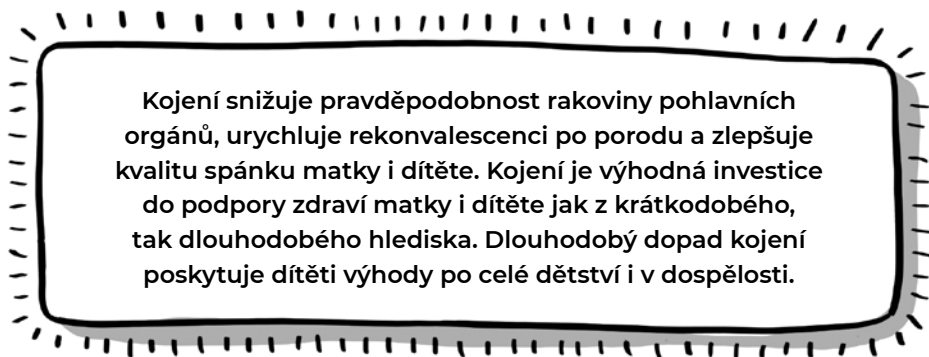 Kojení snižuje pravděpodobnost rakoviny pohlavních
orgánů, urychluje rekonvalescenci po porodu a zlepšuje
kvalitu spánku matky i dítěte. Kojení je výhodná investice
do podpory zdraví matky i dítěte jak z krátkodobého,
tak dlouhodobého hlediska. Dlouhodobý dopad kojení
poskytuje dítěti výhody po celé dětství i v dospělosti.